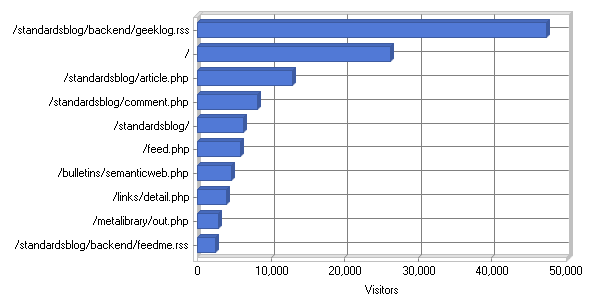 /standardsblog/backend/geeklog.rss
/
/standardsblog/article.php
/standardsblog/comment.php
/standardsblog/
/feed.php
/bulletins/semanticweb.php
/links/detail.php
/metalibrary/out.php
/standardsblog/backend/feedme.rss
0 10,000 20,000 30,000 40,000 50,000
Visitors